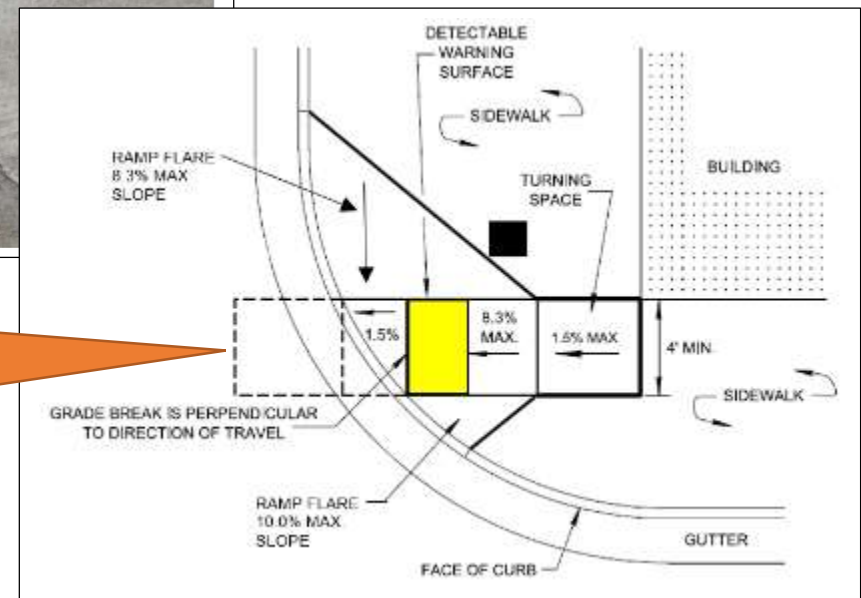 DETECTABLE
WARNING
SURFACE
SIDEWALK
RAMP FLARE
8.3% MAX
SLOPE
TURNING
SPACE
BUILDING
1.5%
8.3%
MAX.
1.5% MAX
4' MIN.
GRADE BREAK IS PERPENDICULAR
TO DIRECTION OF TRAVEL
SIDEWALK
RAMP FLARE
10.0% MAX
SLOPE
GUTTER
FACE OF CURB